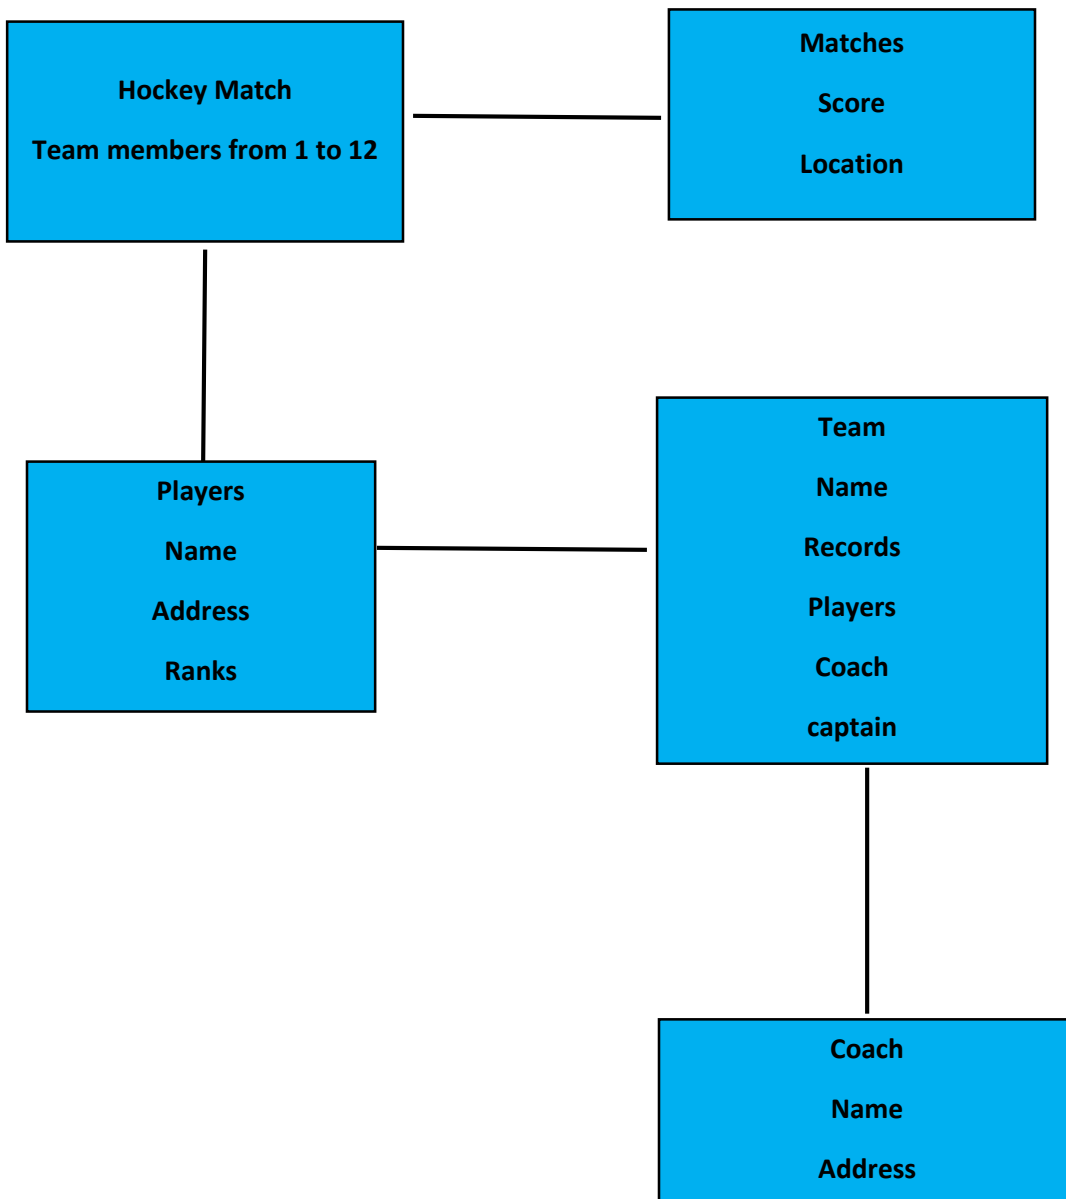 Hockey Match
Team members from 1 to 12
Matches
Score
Location
Players
Name
Address
Ranks
Team
Name
Records
Players
Coach
captain
Coach
Name
Address